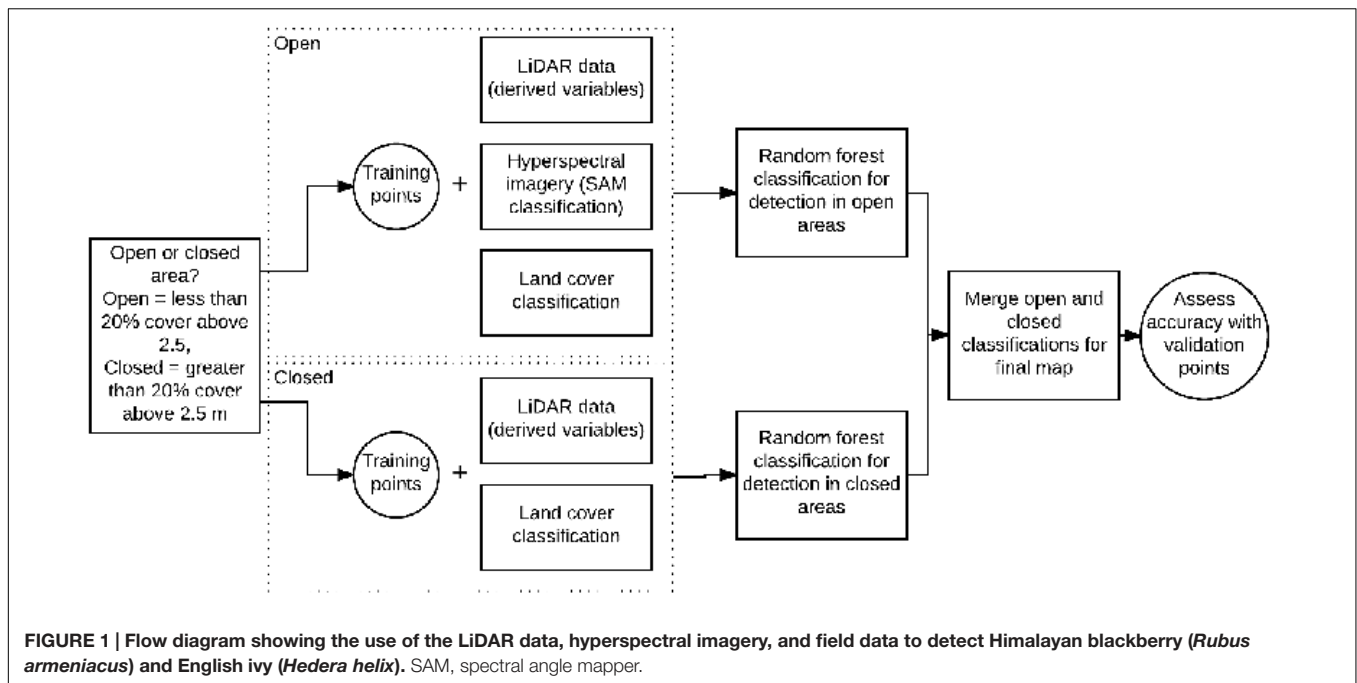 Open
LiDAR data
(derived variables)
Training
points
+
Hyperspectral
imagery (SAM
classification)
Land cover
classification
Random forest
classification for
detection in open
areas
Open or closed
area?
Open = less than
20% cover above
2.5,
Closed = greater
than 20% cover
above 2.5 m
Merge open and
closed
classifications for
final map
Assess
accuracy with
validation
points
Closed
LiDAR data
(derived variables)
Training
points
+
Land cover
classification
Random forest
classification for
detection in closed
areas
FIGURE 1 | Flow diagram showing the use of the LiDAR data, hyperspectral imagery, and field data to detect Himalayan blackberry (Rubus
armeniacus) and English ivy (Hedera helix). SAM, spectral angle mapper.